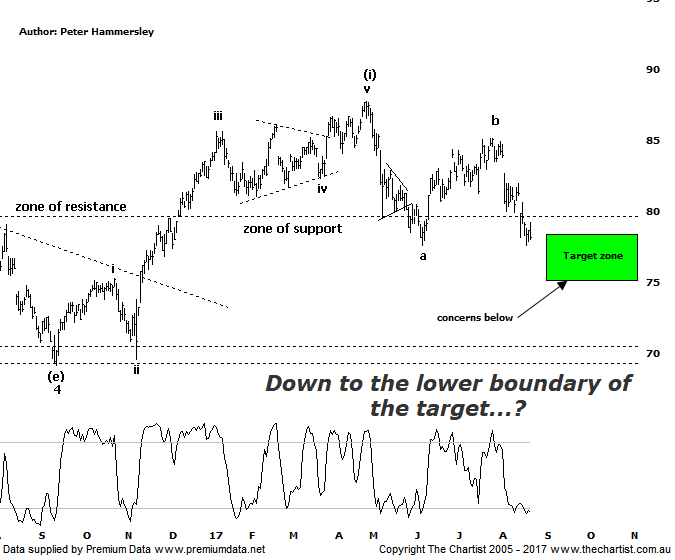 95
Author: Peter Hammersley
90
(i)
v
iii
b
85
iv
zone of resistance
80
zone of support
a
Target zone
i
75
concerns below
ii
70
(e)
4
Down to the lower boundary of
the target...?
A S O N D 17 F M A M J J A S O N
Data supplied by Premium Data www.premiumdata.net Copyright The Chartist 2005 - 2017 www.thechartist.com.au